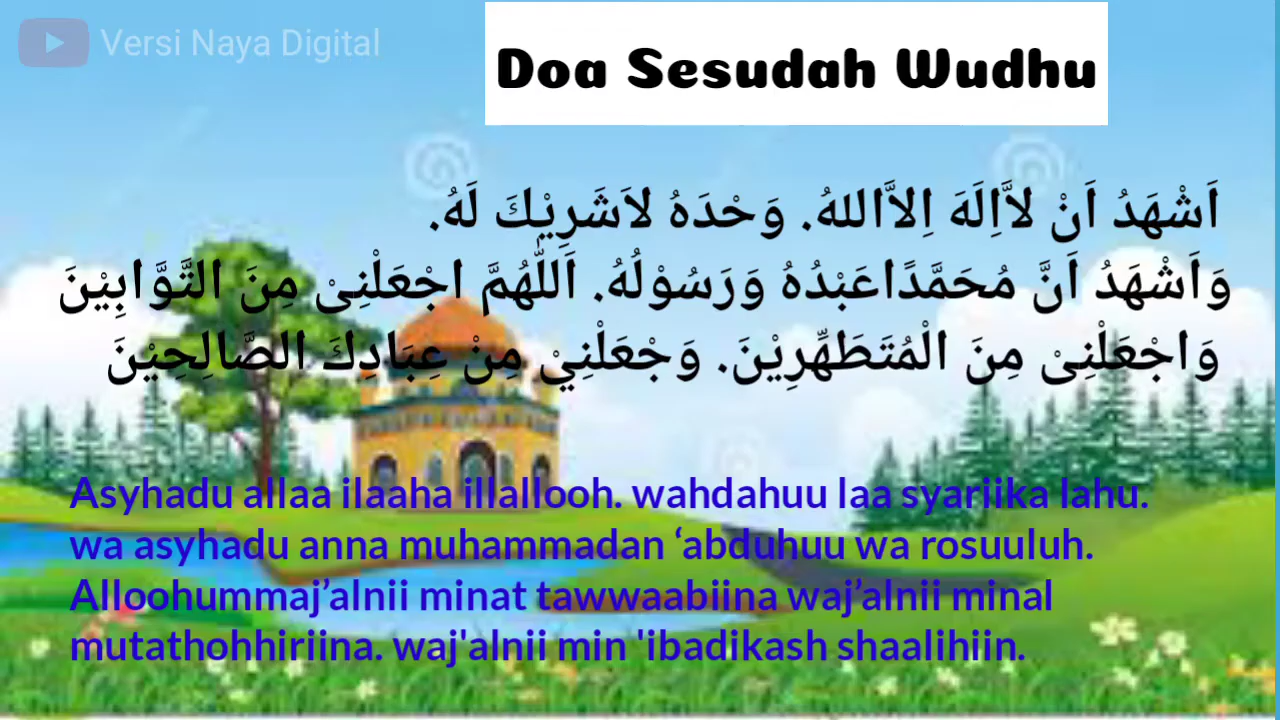 Versi Naya Digital
Doa Sesudah Wudhu
اَشْهَدُ اَنْ لاَّاِلَهَ اِلاَّاللهُ. وَحْدَهُ لاَشَرِيْكَ لَهُ.
وَاَشْهَدُ اَنَّ مُحَمَّدًاعَبْدُهُ وَرَسُوْلُهُ. اَللّٰهُمَّ اجْعَلْنِىْ مِنَ التَّوَّابِيْنَ
وَاجْعَلْنِىْ مِنَ الْمُتَطَهِّرِيْنَ. وَجْعَلْنِيْ مِنْ عِبَادِكَ الصَّالِحِيْنَ
Asyhadu allaa ilaaha illallooh. wahdahuu laa syariika lahu.
wa asyhadu anna muhammadan ‘abduhuu wa rosuuluh.
Alloohummaj’alnii minat tawwaabiina waj’alnii minal
mutathohhiriina. waj'alnii min 'ibadikash shaalihiin.